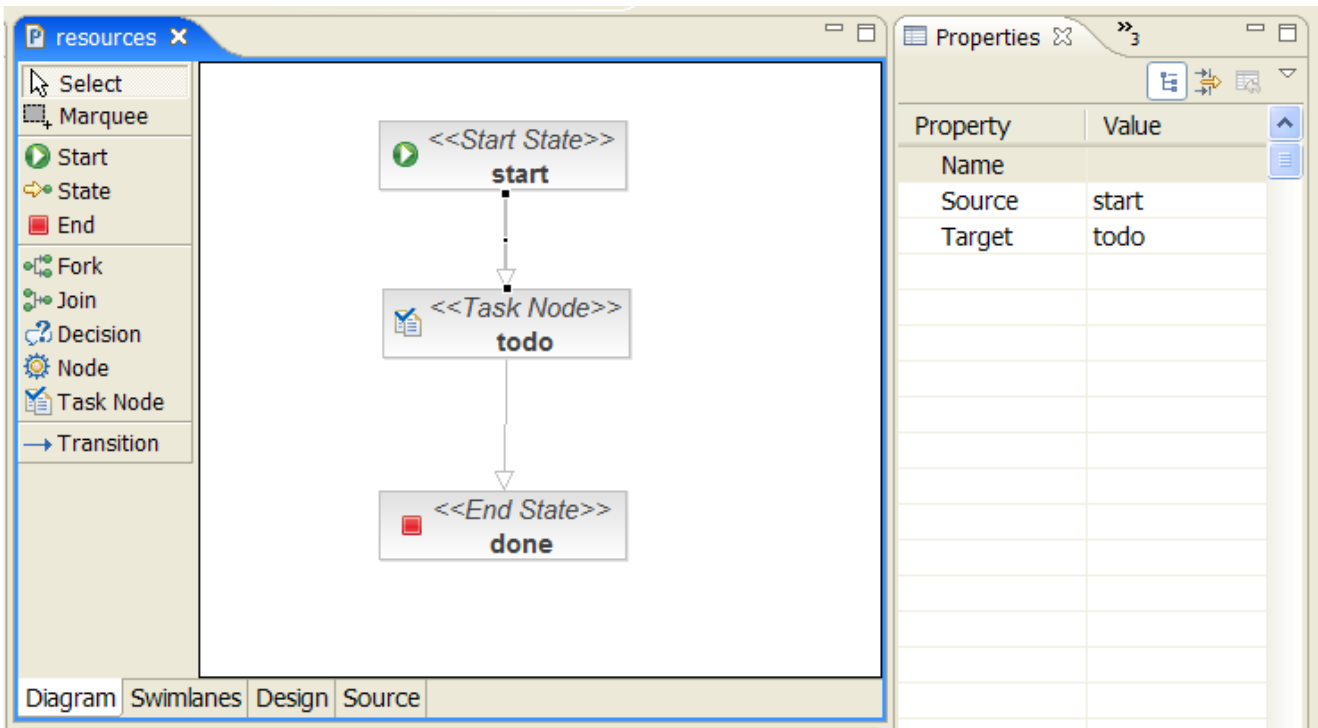 resources
Select
Marquee
Start
State
End
Fork
Join
Decision
Node
Task Node
Transition
<<Start State>>
start
<<Task Node>>
todo
<<End State>>
done
Diagram Swimlanes Design Source
Properties »3
Property Value
Name
Source start
Target todo